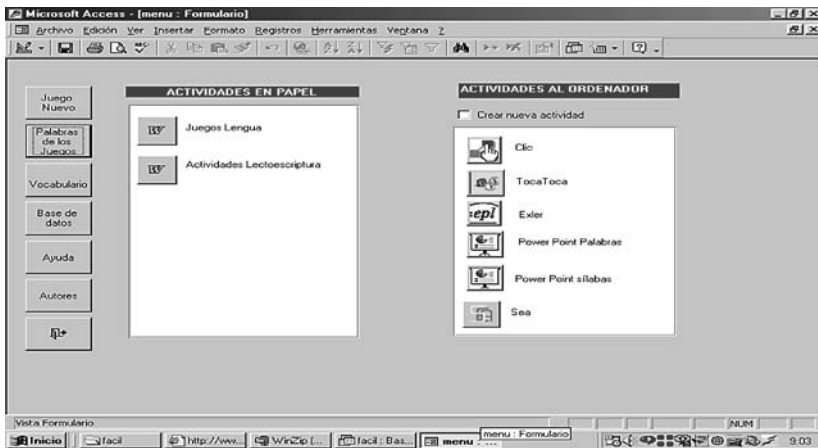 Microsoft Access - [menu : Formulario]
Archivo Edición Ver Insertar Formato Registros Herramientas Ventana ?
Juego
Nuevo
Palabras
de los
Juegos
Vocabulario
Base de
datos
Ayuda
Autores
ACTIVIDADES EN PAPEL
Juegos Lengua
Actividades Lectoescriptura
ACTIVIDADES AL ORDENADOR
Crear nueva actividad
Clic
TocaToca
epl Exler
Power Point Palabras
Power Point sílabas
Sea
Vista Formulario
NUM
menu : Formulario
Inicio facil http://ww... WinZip (... facil : Bas... menu : ... 9:03